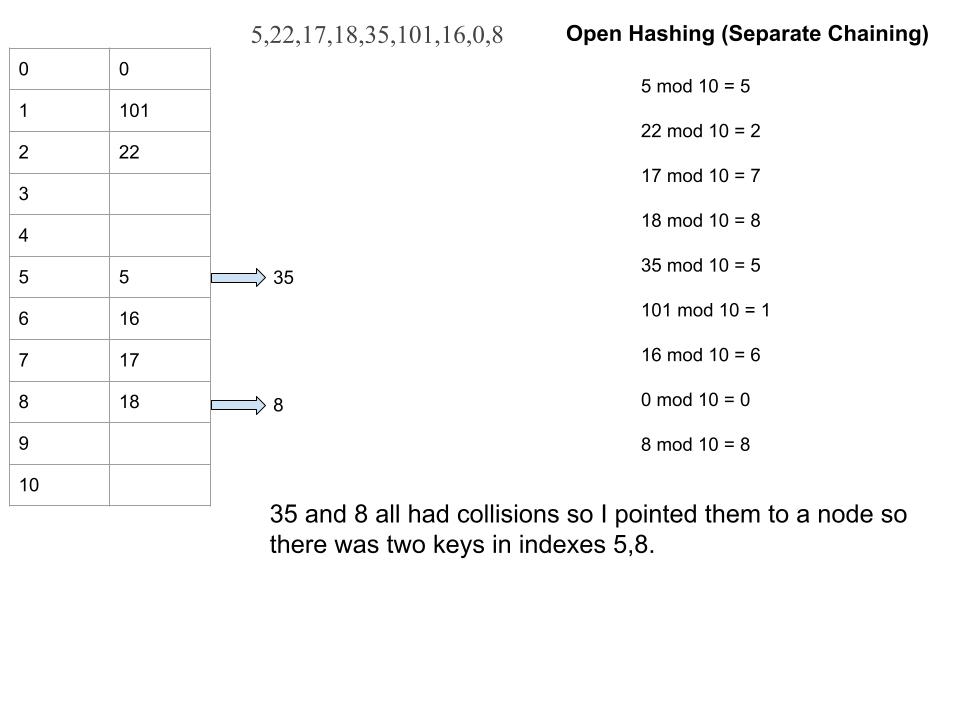 5,22,17,18,35,101,16,0,8
Open Hashing (Separate Chaining)
0 0
1 101
2 22
3
4
5 5 35
6 16
7 17
8 18 8
9
10
5 mod 10 = 5
22 mod 10 = 2
17 mod 10 = 7
18 mod 10 = 8
35 mod 10 = 5
101 mod 10 = 1
16 mod 10 = 6
0 mod 10 = 0
8 mod 10 = 8
35 and 8 all had collisions so I pointed them to a node so
there was two keys in indexes 5,8.